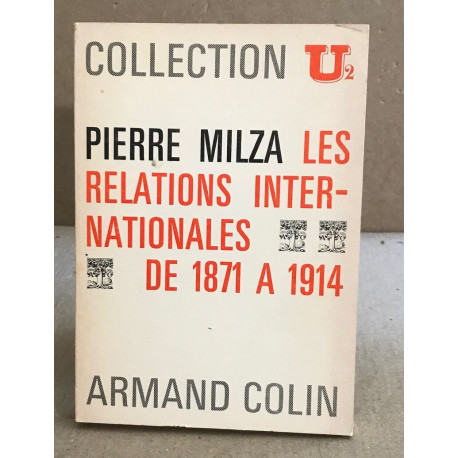 COLLECTION U2
PIERRE MILZA LES
RELATIONS INTER-
NATIONALES
DE 1871 A 1914
ARMAND COLIN